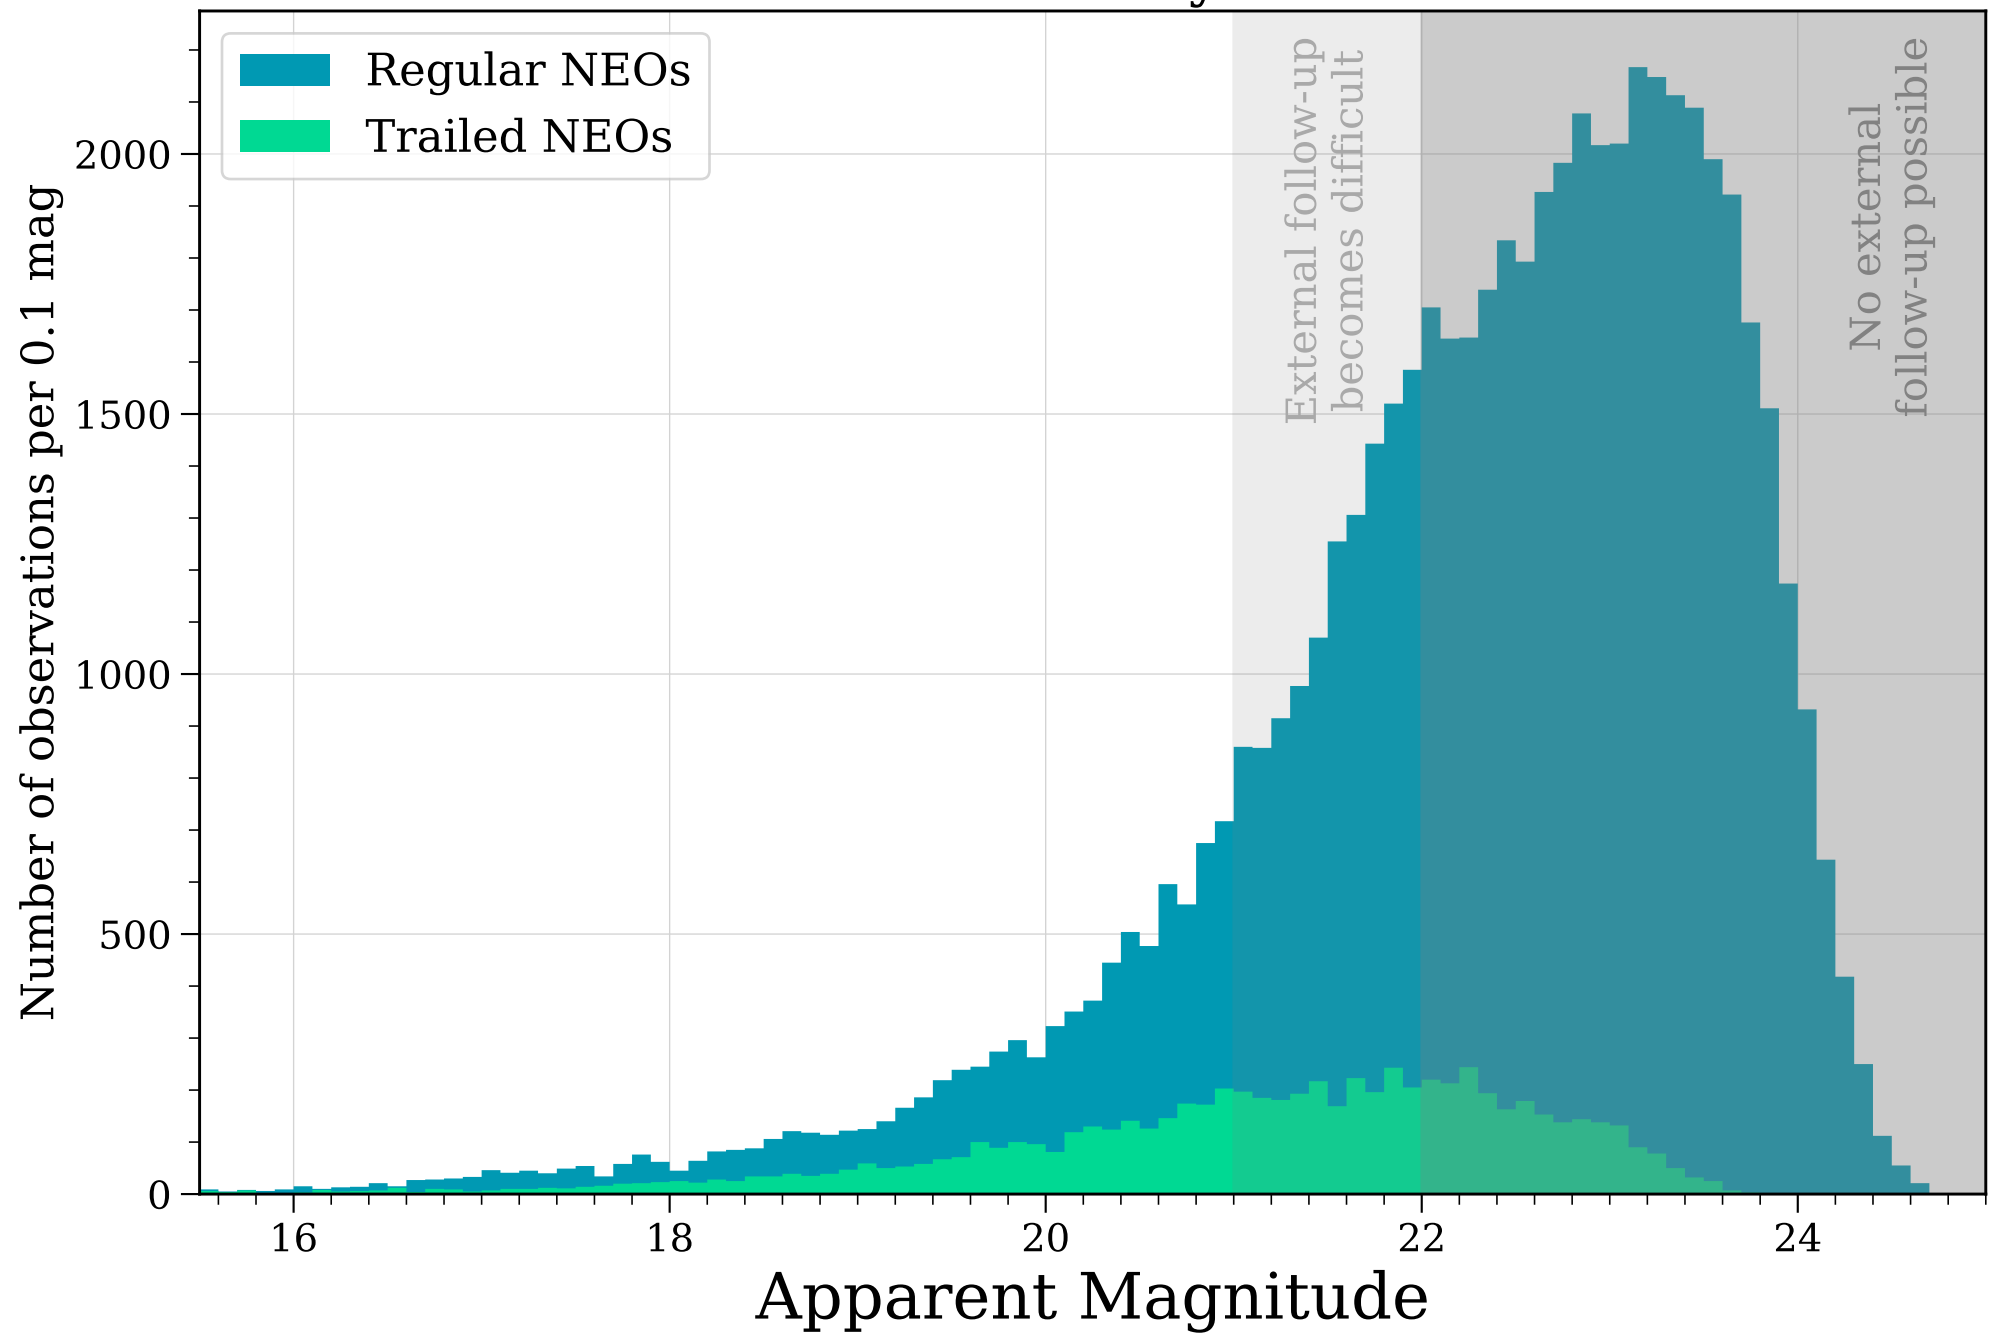 Regular NEOs
Trailed NEOs
External follow-up
becomes difficult
No external
follow-up possible
Number of observations per 0.1 mag
2000
1500
1000
500
0
16
18
20
22
24
Apparent Magnitude